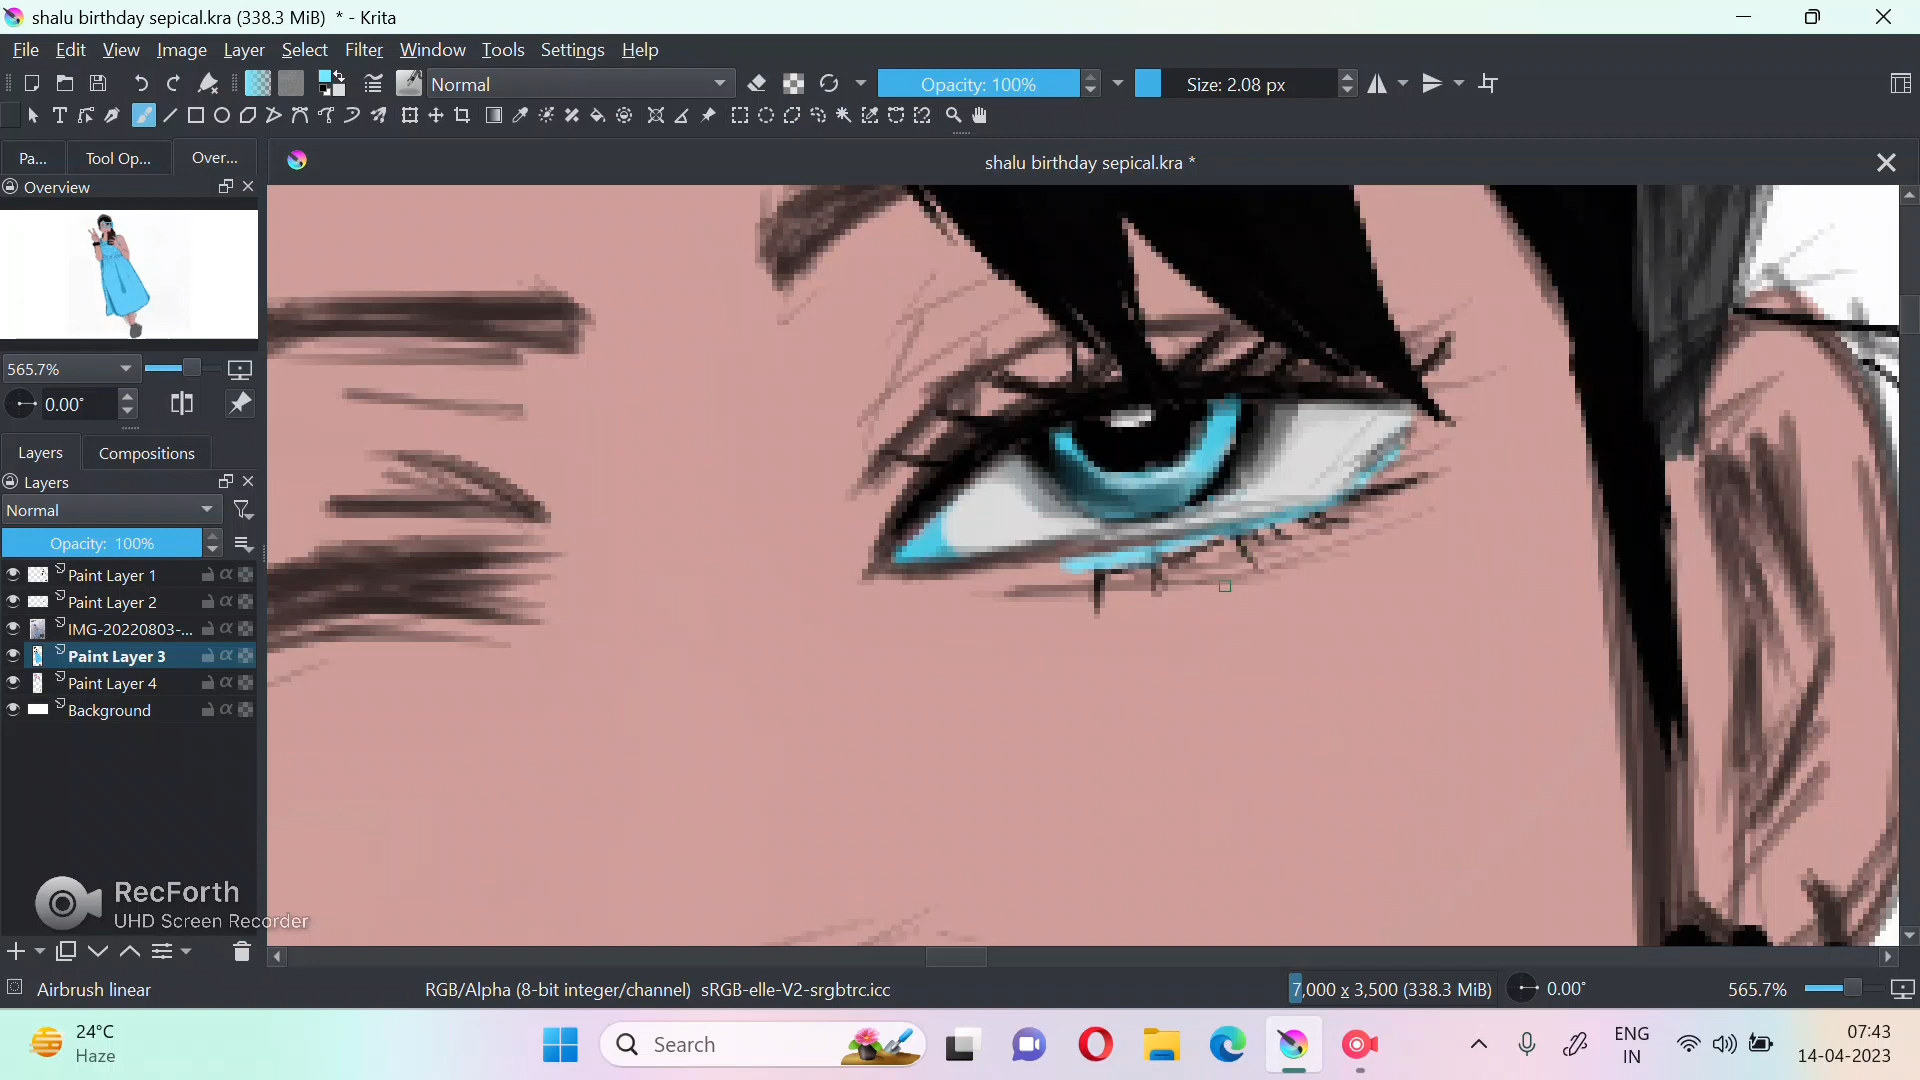 shalu birthday sepical.kra (338.3 MiB) * - Krita
File Edit View Image Layer Select Filter Window Tools Settings Help
Normal
Opacity: 100%
Size: 2.08 px
Pa... Tool Op... Over...
shalu birthday sepical.kra *
Overview
565.7%
0.00°
Layers Compositions
Layers
Normal
Opacity: 100%
Paint Layer 1
Paint Layer 2
IMG-20220803-...
Paint Layer 3
Paint Layer 4
Background
RecForth
UHD Screen Recorder
Airbrush linear
RGB/Alpha (8-bit integer/channel) sRGB-elle-V2-srgbtrc.icc
7,000 x 3,500 (338.3 MiB)
0.00°
565.7%
24°C
Haze
Search
ENG
IN
07:43
14-04-2023